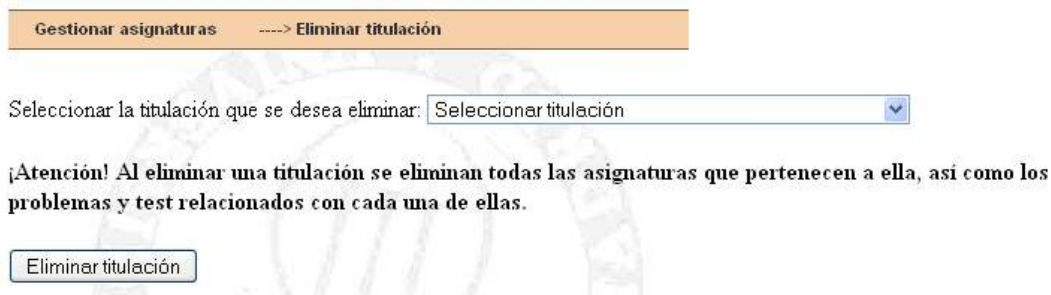 Gestionar asignaturas ----> Eliminar titulación
Seleccionar la titulación que se desea eliminar: Seleccionar titulación
¡Atención! Al eliminar una titulación se eliminan todas las asignaturas que pertenecen a ella, así como los
problemas y test relacionados con cada una de ellas.
Eliminar titulación